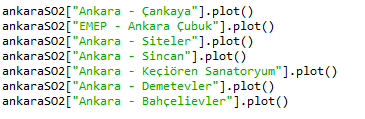 ankaraSO2["Ankara - Çankaya"].plot()
ankaraSO2["EMEP - Ankara Çubuk"].plot()
ankaraSO2["Ankara - Siteler"].plot()
ankaraSO2["Ankara - Sincan"].plot()
ankaraSO2["Ankara - Keçiören Sanatoryum"].plot()
ankaraSO2["Ankara - Demetevler"].plot()
ankaraSO2["Ankara - Bahçelievler"].plot()